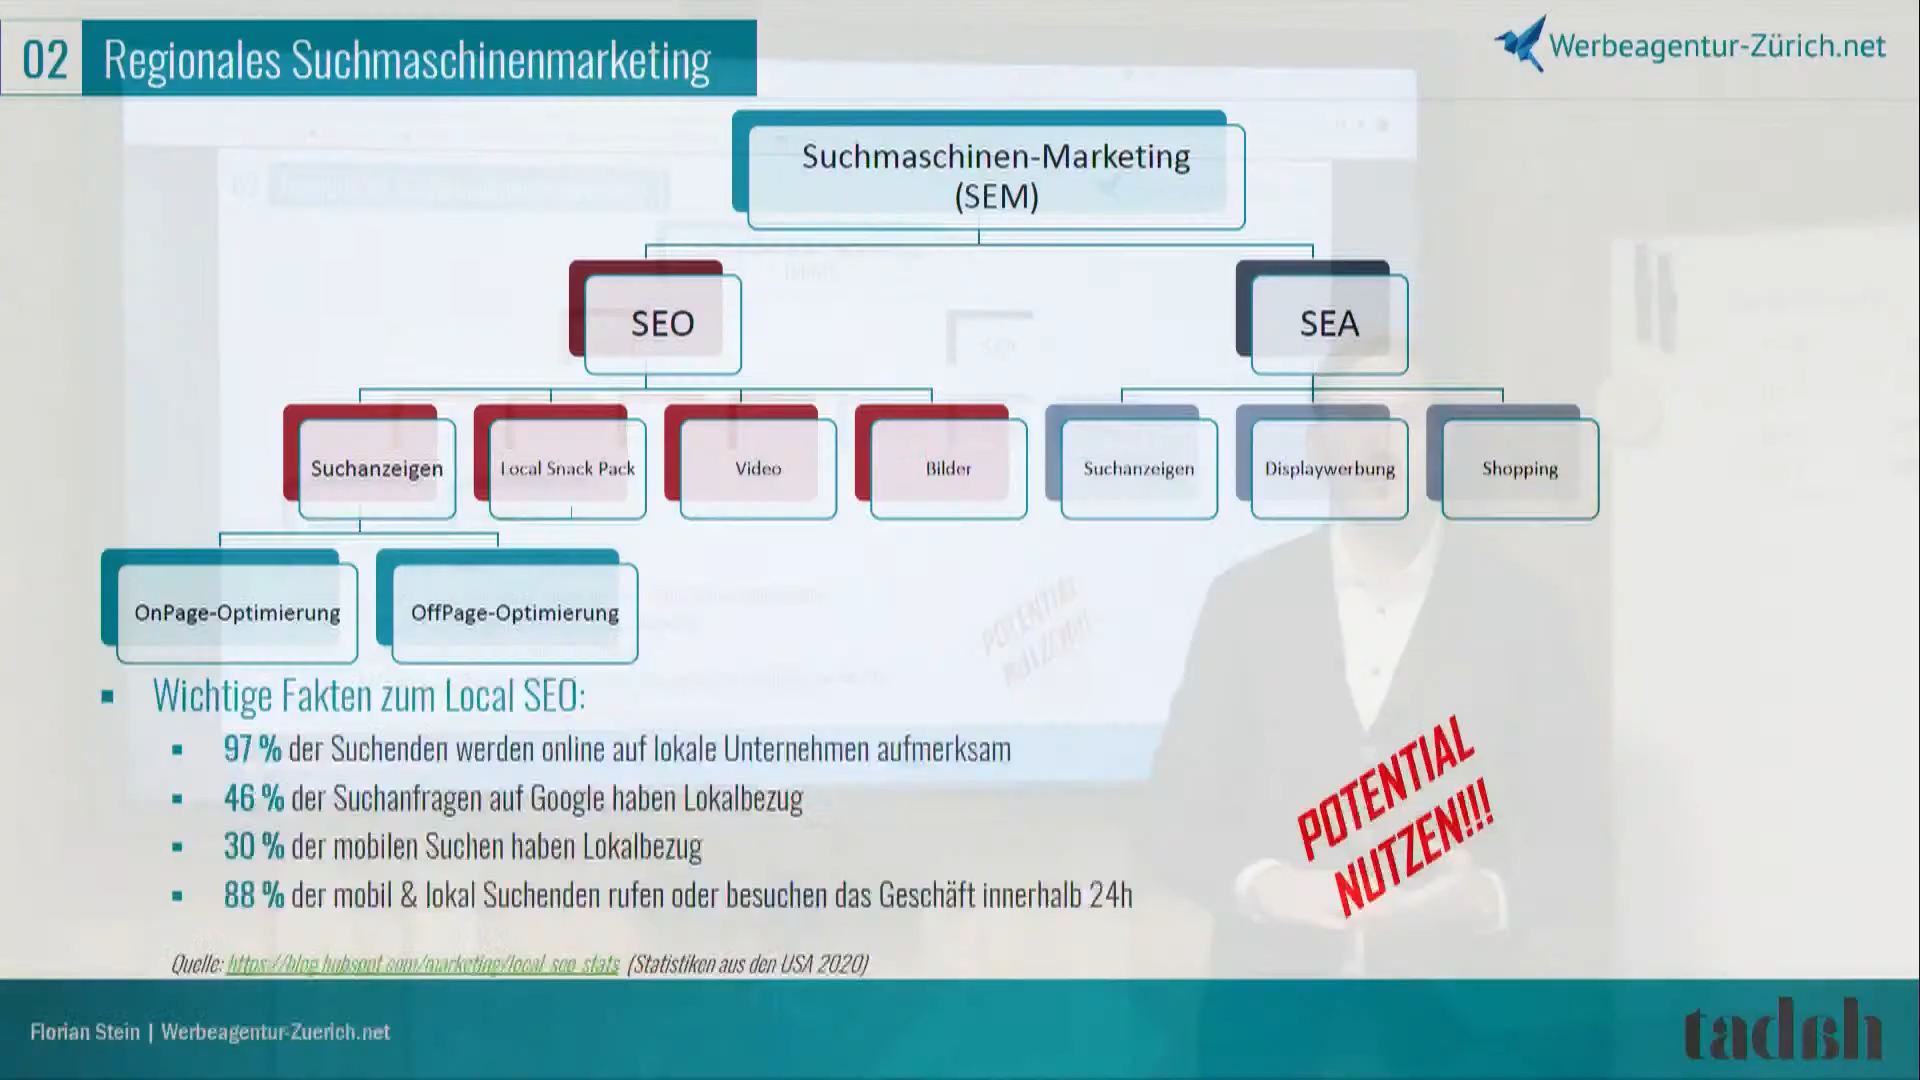 02 Regionales Suchmaschinenmarketing
Werbeagentur-Zürich.net
Suchmaschinen-Marketing
(SEM)
SEO
SEA
Suchanzeigen
Local Snack Pack
Video
Bilder
Suchanzeigen
Displaywerbung
Shopping
OnPage-Optimierung
OffPage-Optimierung
Wichtige Fakten zum Local SEO:
97 % der Suchenden werden online auf lokale Unternehmen aufmerksam
46 % der Suchanfragen auf Google haben Lokalbezug
30 % der mobilen Suchen haben Lokalbezug
88 % der mobil & lokal Suchenden rufen oder besuchen das Geschäft innerhalb 24h
POTENTIAL
NUTZEN!!!
Quelle: https://blog.hubspot.com/marketing/local-seo-stats (Statistiken aus den USA 2020)
Florian Stein | Werbeagentur-Zuerich.net
POTENTIAL
NUTZEN!!!